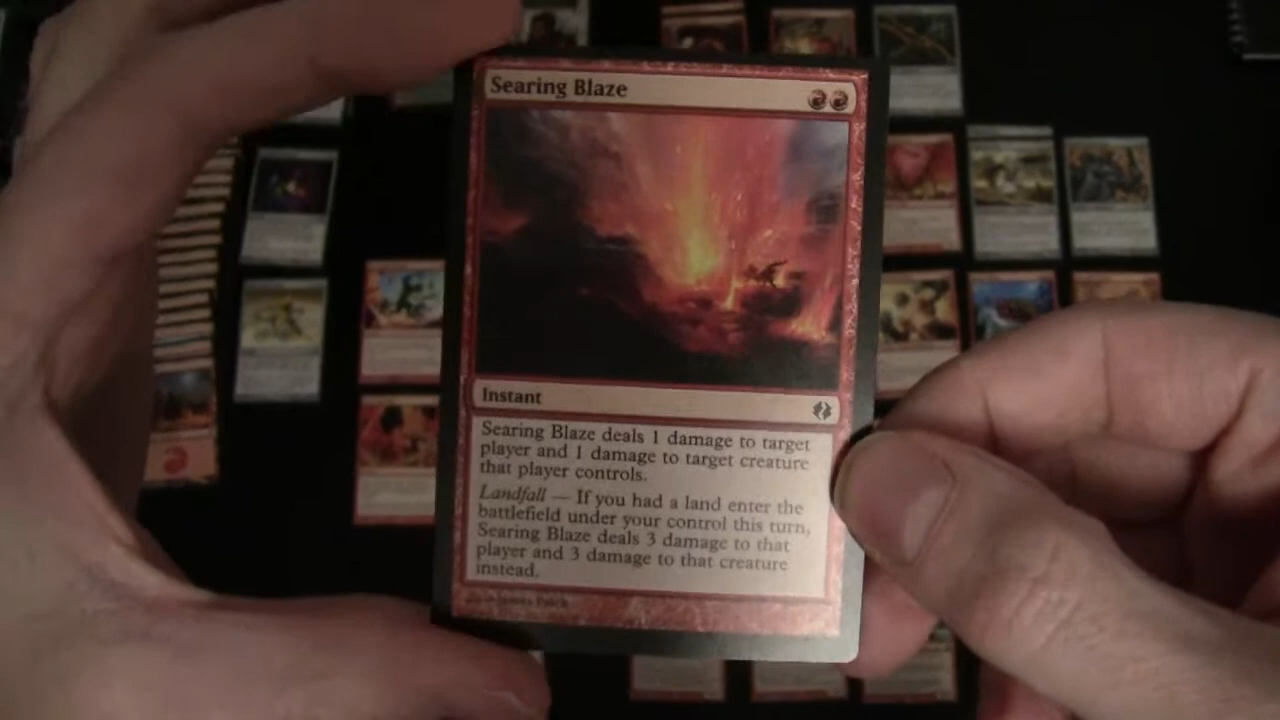 Searing Blaze
Instant
Searing Blaze deals 1 damage to target
player and 1 damage to target creature
that player controls.
Landfall — If you had a land enter the
battlefield under your control this turn,
Searing Blaze deals 3 damage to that
player and 3 damage to that creature
instead.